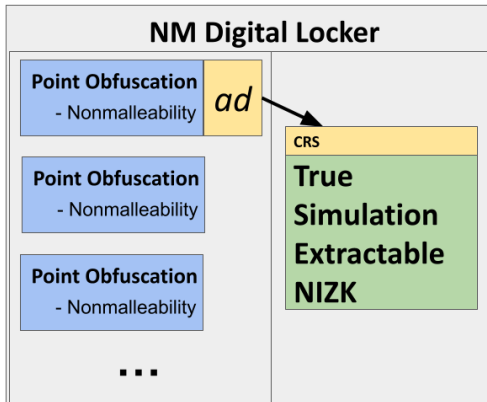 NM Digital Locker
Point Obfuscation
- Nonmalleability
ad
Point Obfuscation
- Nonmalleability
Point Obfuscation
- Nonmalleability
...
CRS
True
Simulation
Extractable
NIZK